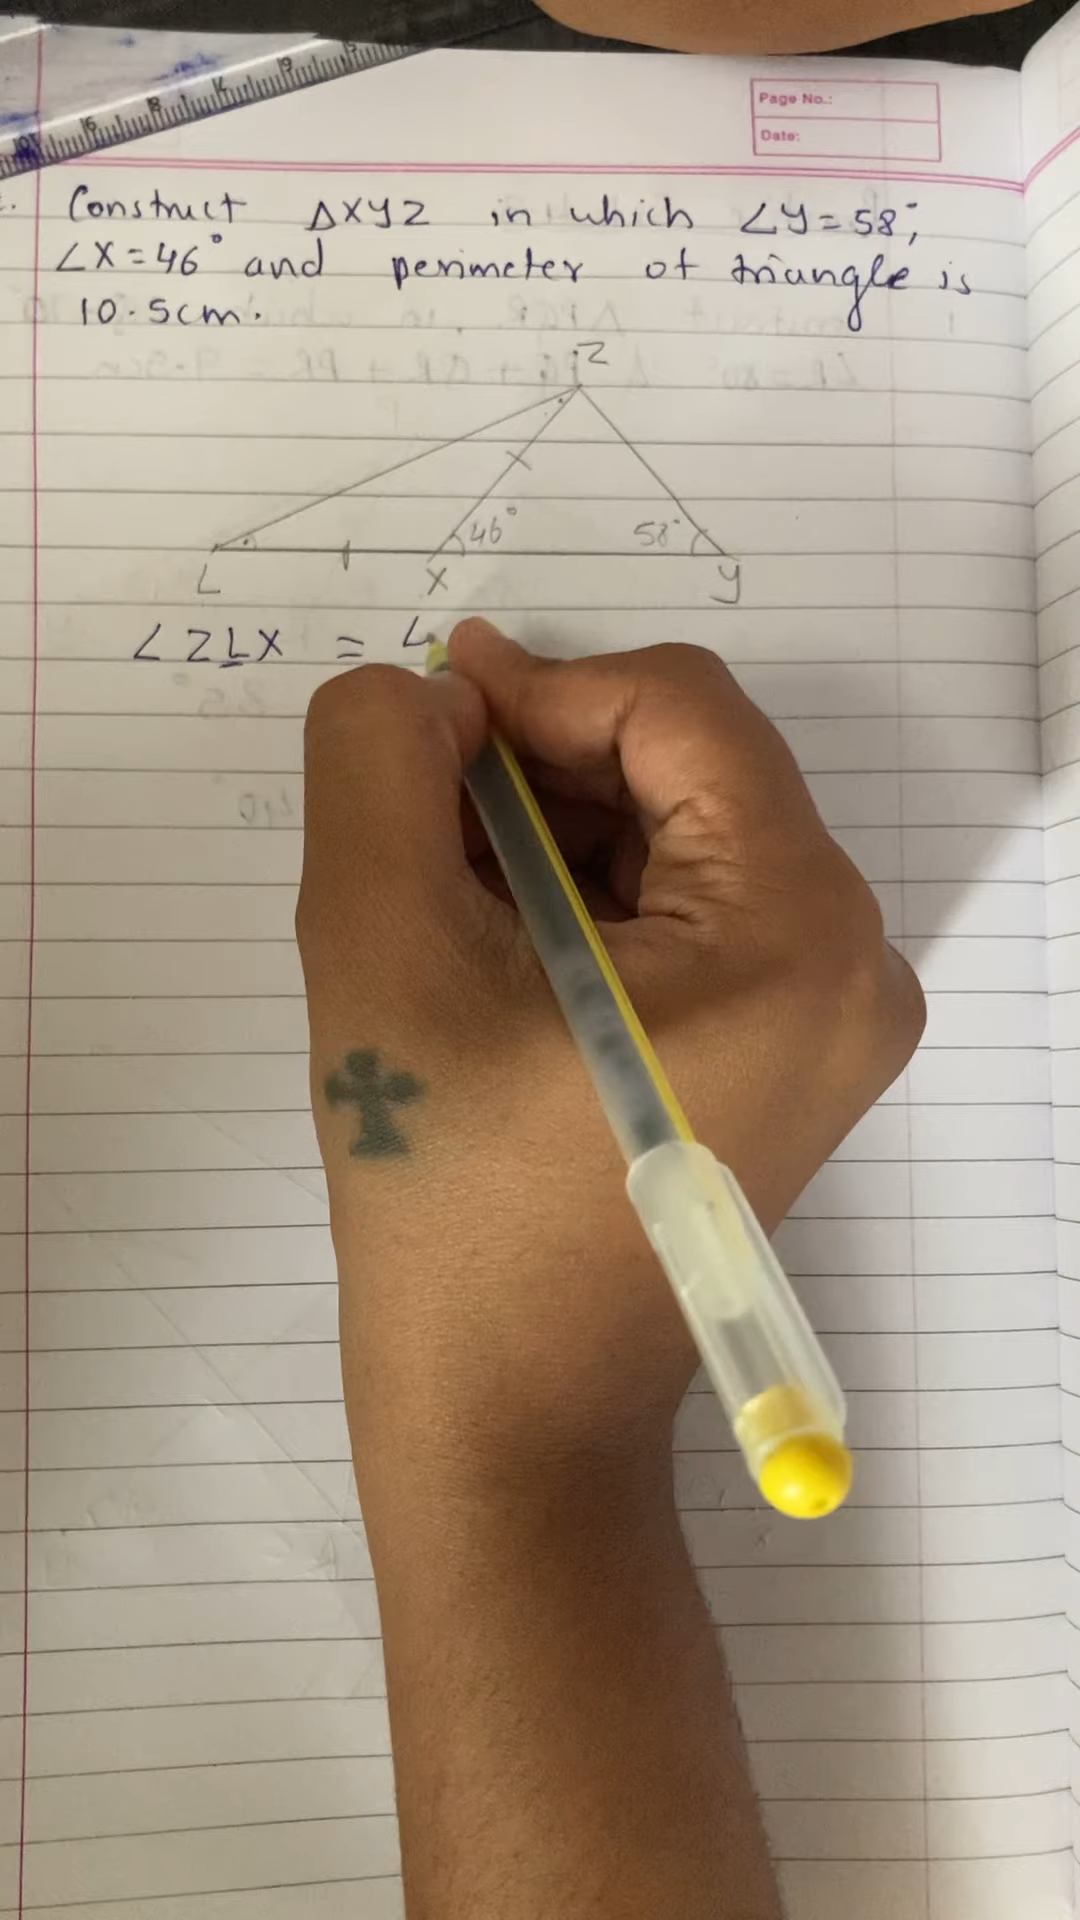 Page No.:
Date:
Construct ΔXYZ in which ∠Y=58°,
∠X=46° and perimeter of triangle is
10.5cm.
Z
46° 58°
L X Y
∠ZLX = ∠